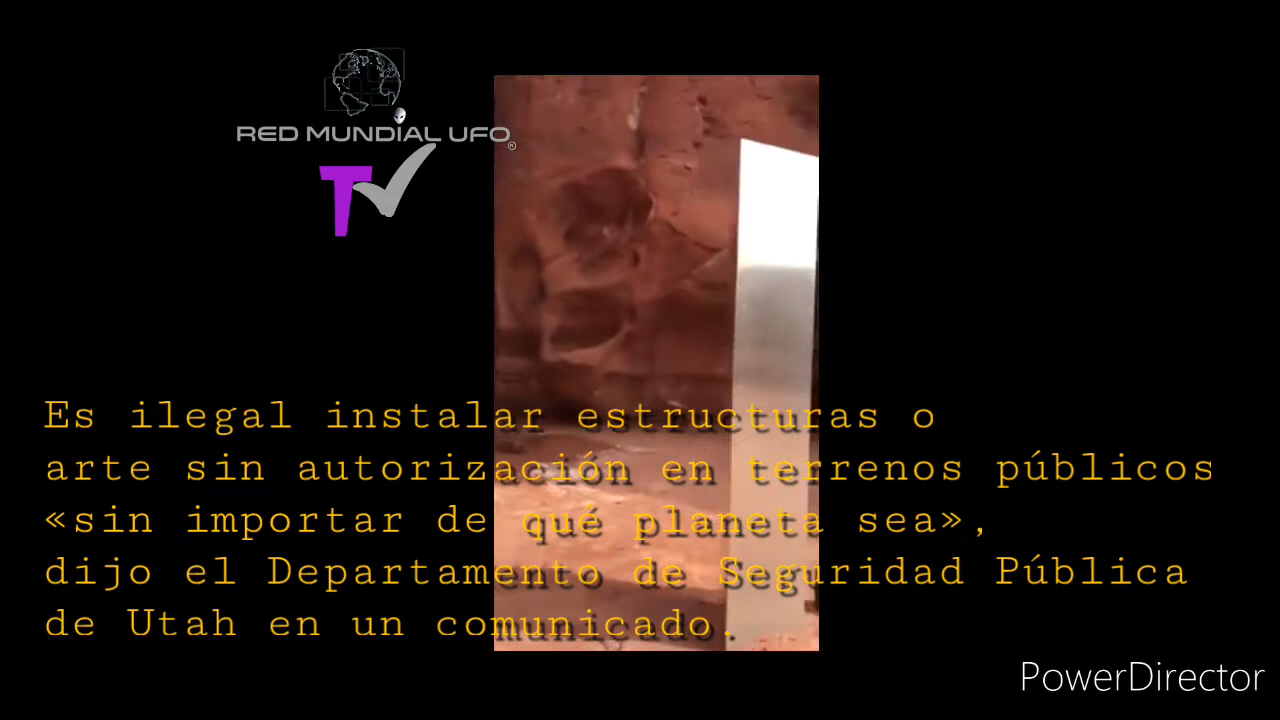 RED MUNDIAL UFO®
TV
Es ilegal instalar estructuras o
arte sin autorización en terrenos públicos
«sin importar de qué planeta sea»,
dijo el Departamento de Seguridad Pública
de Utah en un comunicado.
PowerDirector